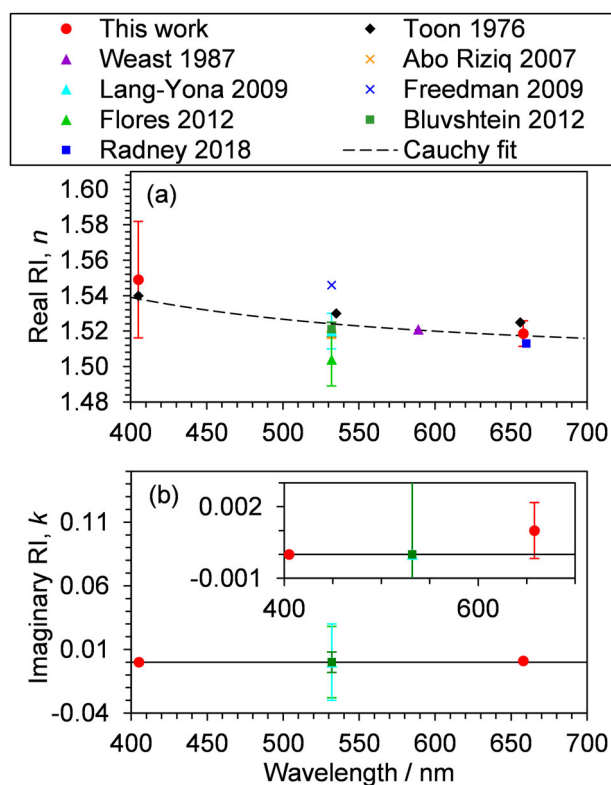 This work Toon 1976
Weast 1987 Abo Riziq 2007
Lang-Yona 2009 Freedman 2009
Flores 2012 Bluvshtein 2012
Radney 2018 Cauchy fit
(a)
Real RI, n
1.60
1.58
1.56
1.54
1.52
1.50
1.48
400 450 500 550 600 650 700
(b)
Imaginary RI, k
0.11
0.06
0.01
-0.04
0.002
-0.001
400 600
400 450 500 550 600 650 700
Wavelength / nm